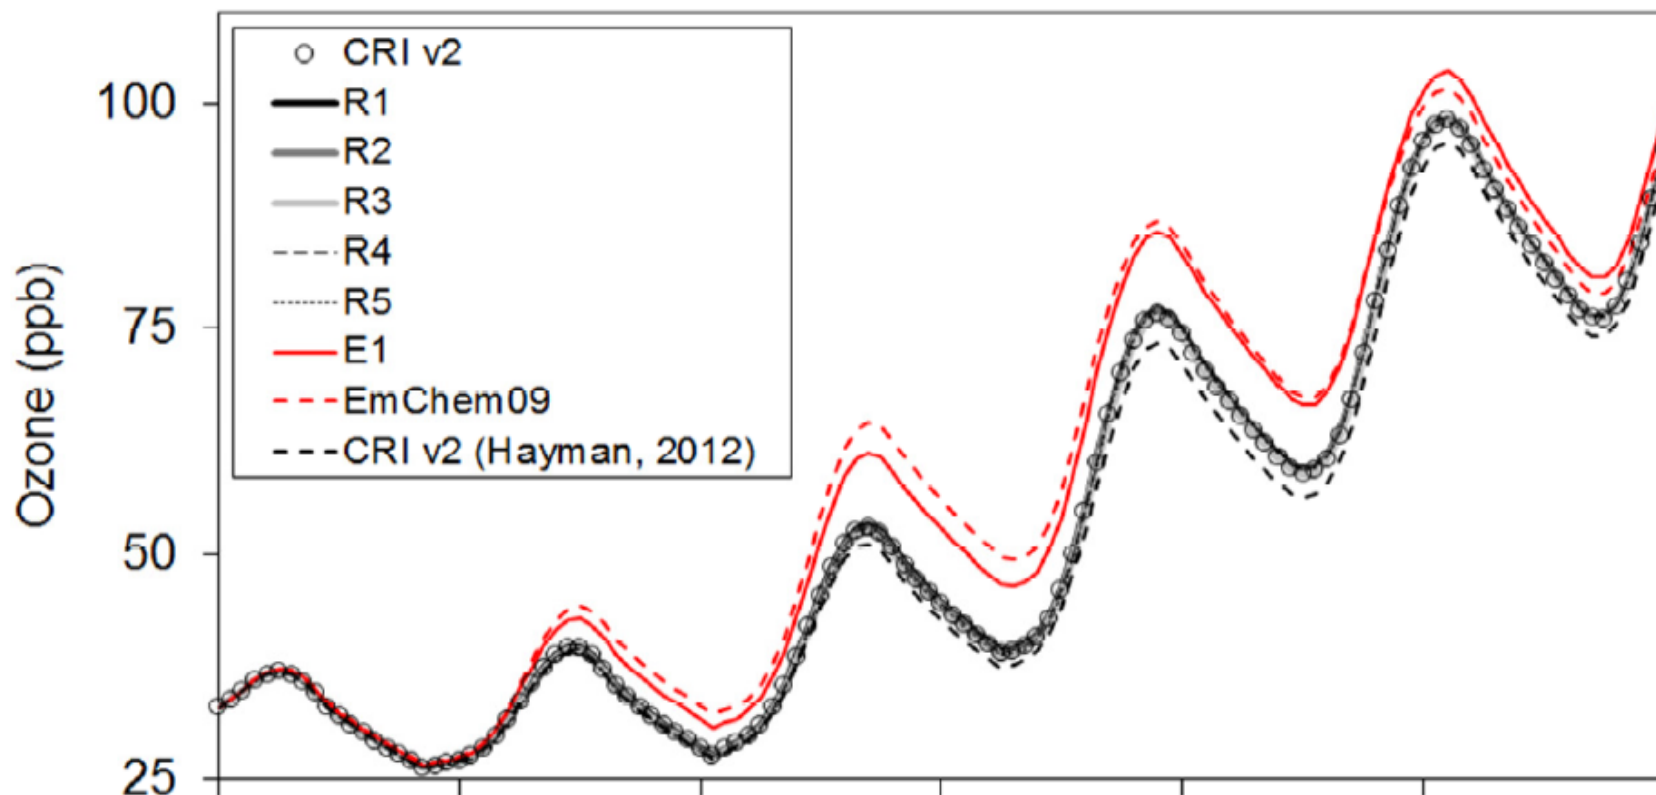 CRI v2
R1
R2
R3
R4
R5
E1
EmChem09
CRI v2 (Hayman, 2012)
Ozone (ppb)
100
75
50
25